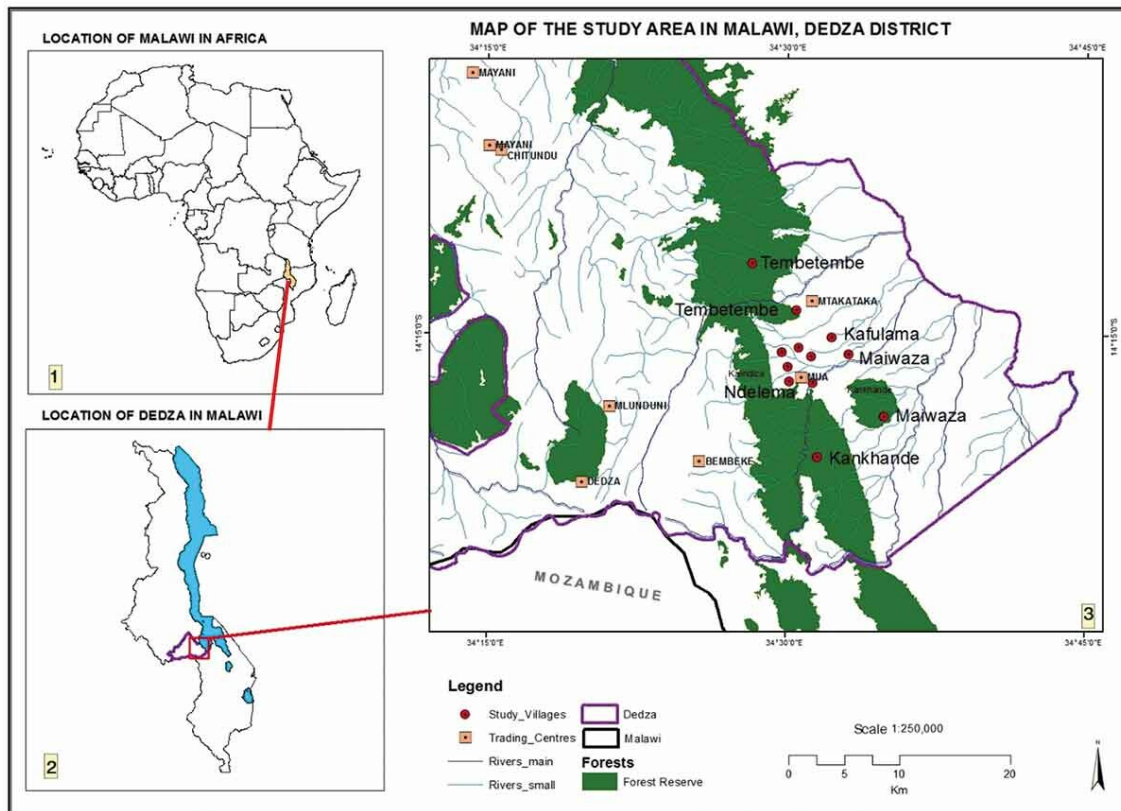 LOCATION OF MALAWI IN AFRICA
1
LOCATION OF DEDZA IN MALAWI
2
MAP OF THE STUDY AREA IN MALAWI, DEDZA DISTRICT
34°15'0"E
34°30'0"E
34°45'0"E
MAYANI
MAYANI
CHITUNDU
Tembetembe
MTAKATAKA
Tembetembe
14°15'0"S
14°15'0"S
Kafulama
Maiwaza
MUA
Ndelema
Kankhande
MLUNDUNI
Maiwaza
BEMBEKE
Kankhande
DEDZA
MOZAMBIQUE
3
34°15'0"E
34°30'0"E
34°45'0"E
Legend
Study_Villages
Dedza
Trading_Centres
Malawi
Rivers_main
Forests
Rivers_small
Forest Reserve
Scale 1:250,000
0 5 10 20
Km
N